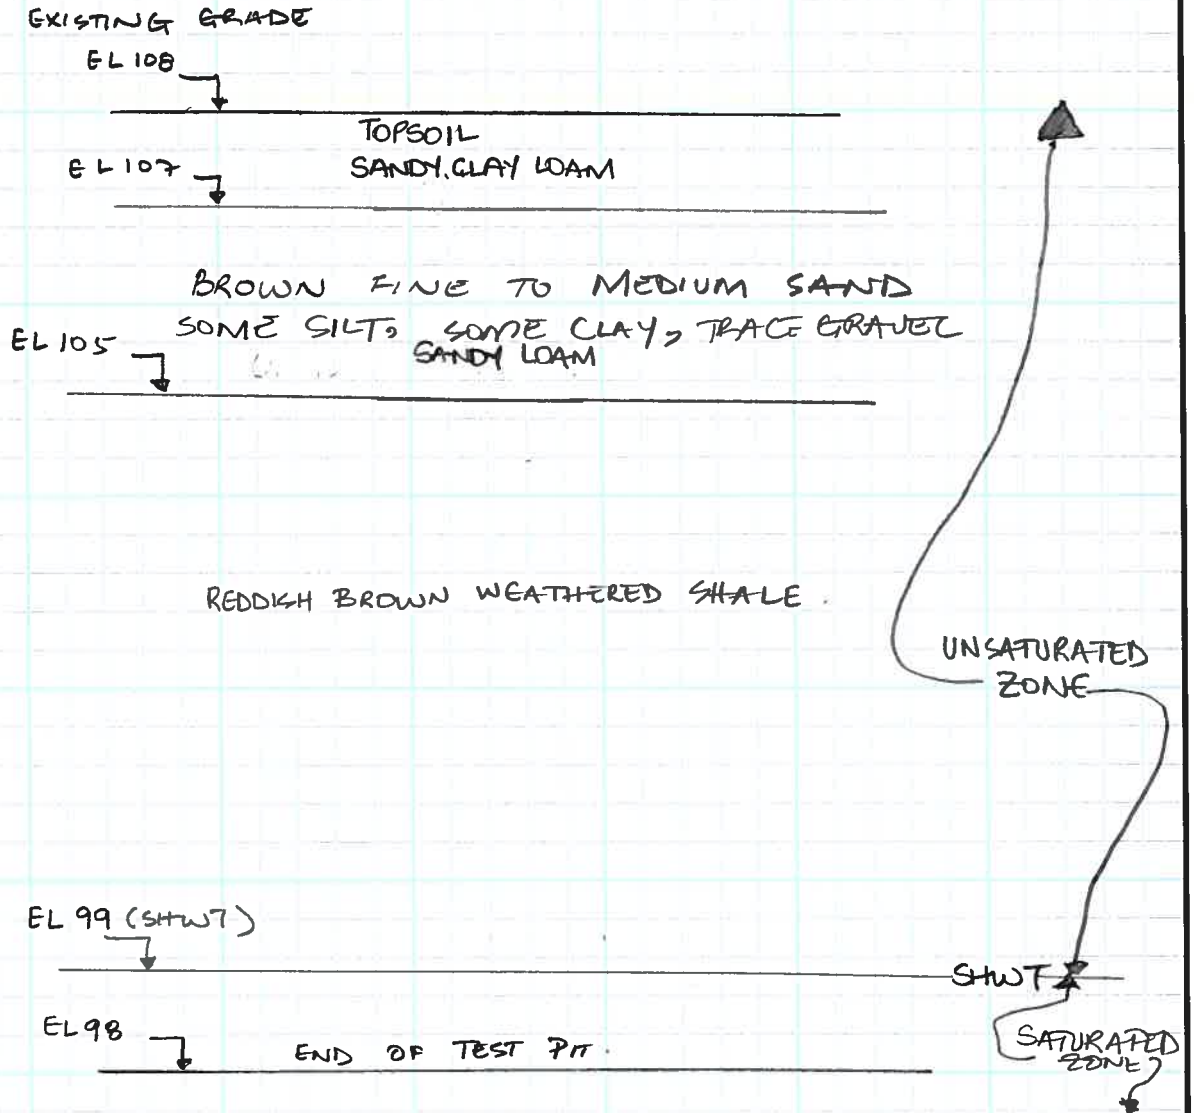 EXISTING GRADE
EL 108
TOPSOIL
EL 107
SANDY CLAY LOAM
BROWN FINE TO MEDIUM SAND
SOME SILT, SOME CLAY, TRACE GRAVEL
EL 105
SANDY LOAM
REDDISH BROWN WEATHERED SHALE.
UNSATURATED
ZONE
EL 99 (SHWT)
SHWT
EL 98
END OF TEST PIT.
SATURATED
ZONE